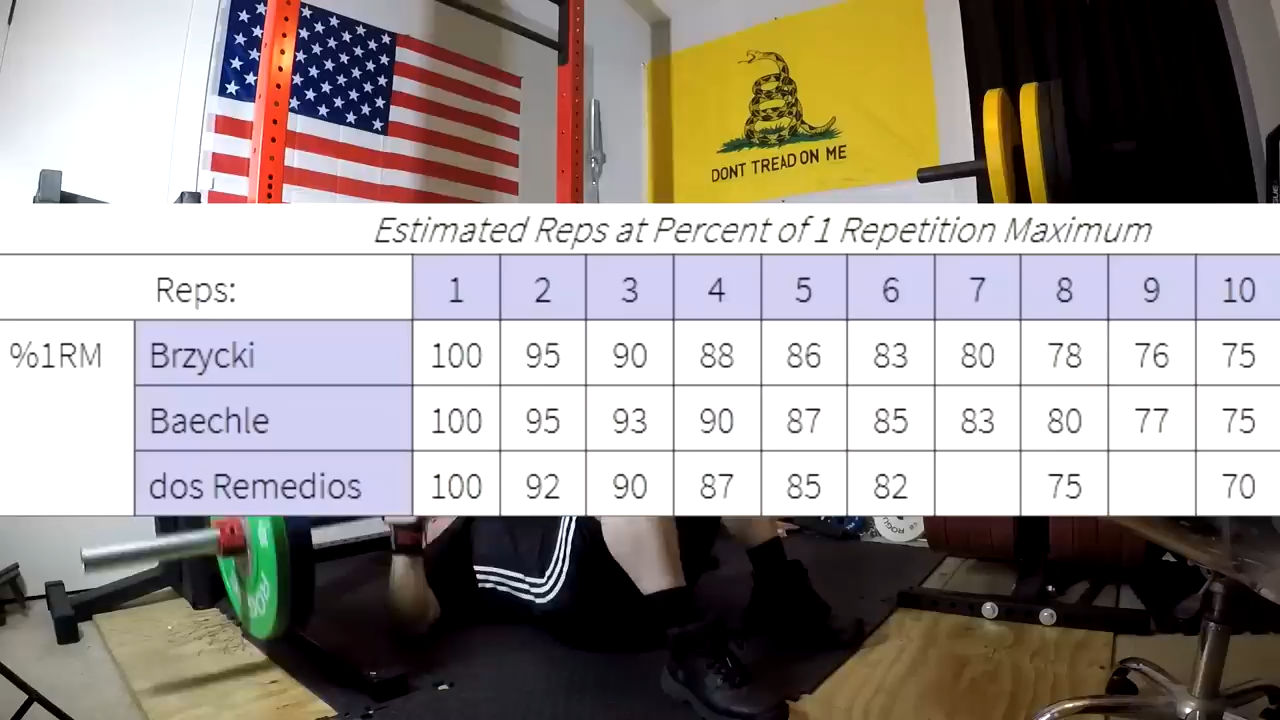 DONT TREAD ON ME
Estimated Reps at Percent of 1 Repetition Maximum
Reps: 1 2 3 4 5 6 7 8 9 10
%1RM Brzycki 100 95 90 88 86 83 80 78 76 75
Baechle 100 95 93 90 87 85 83 80 77 75
dos Remedios 100 92 90 87 85 82 75 70